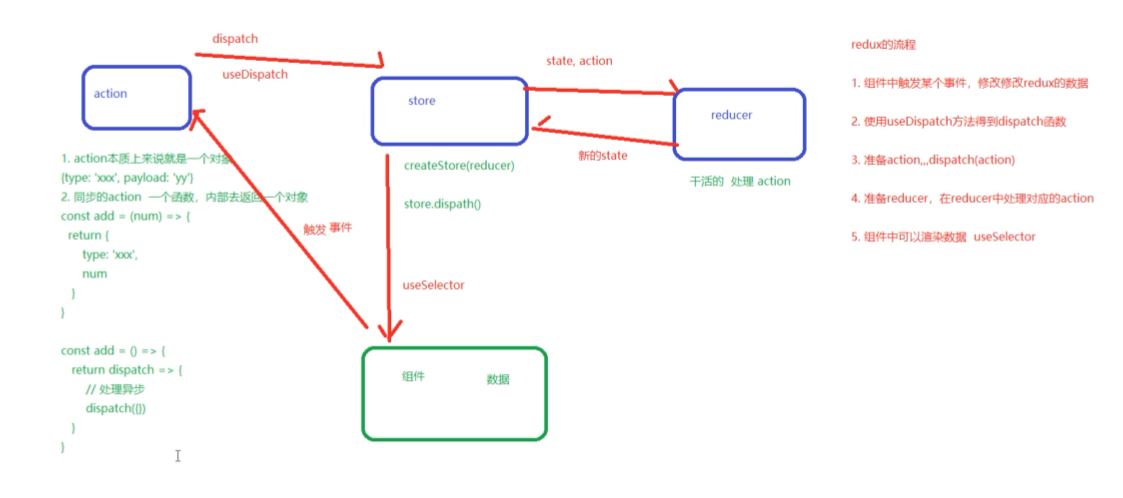 dispatch
useDispatch
action
1. action本质上来说就是一个对象
{type: 'xxx', payload: 'yy'}
2. 同步的action 一个函数，内部去返回一个对象
const add = (num) => {
return {
type: 'xxx',
num
}
}
const add = () => {
return dispatch => {
// 处理异步
dispatch({})
}
}
store
createStore(reducer)
store.dispath()
state, action
新的state
reducer
干活的 处理 action
触发 事件
useSelector
组件 数据
redux的流程
1. 组件中触发某个事件，修改修改redux的数据
2. 使用useDispatch方法得到dispatch函数
3. 准备action,,,dispatch(action)
4. 准备reducer，在reducer中处理对应的action
5. 组件中可以渲染数据 useSelector